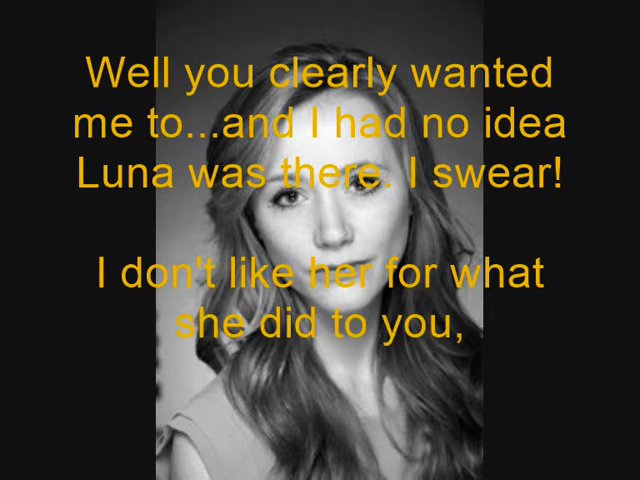 Well you clearly wanted
me to...and I had no idea
Luna was there. I swear!
I don't like her for what
she did to you,